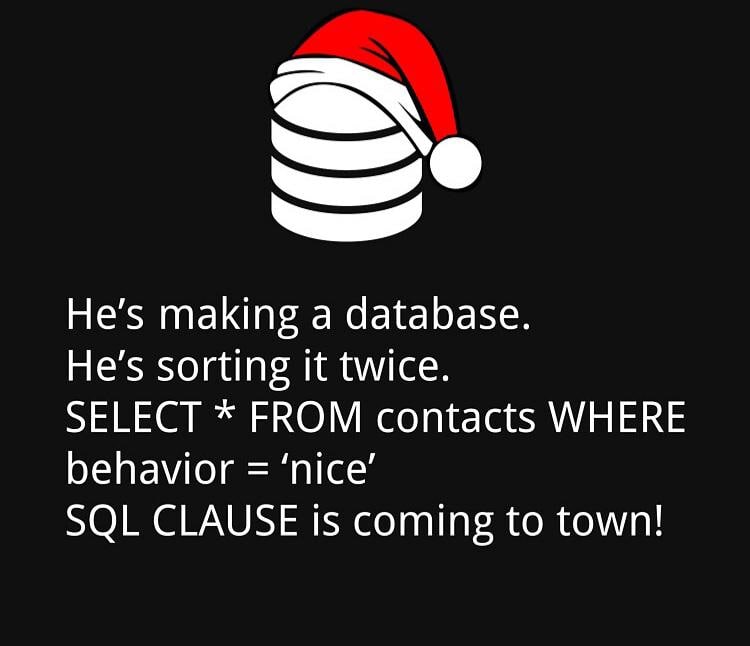 He’s making a database.
He’s sorting it twice.
SELECT * FROM contacts WHERE
behavior = ‘nice’
SQL CLAUSE is coming to town!